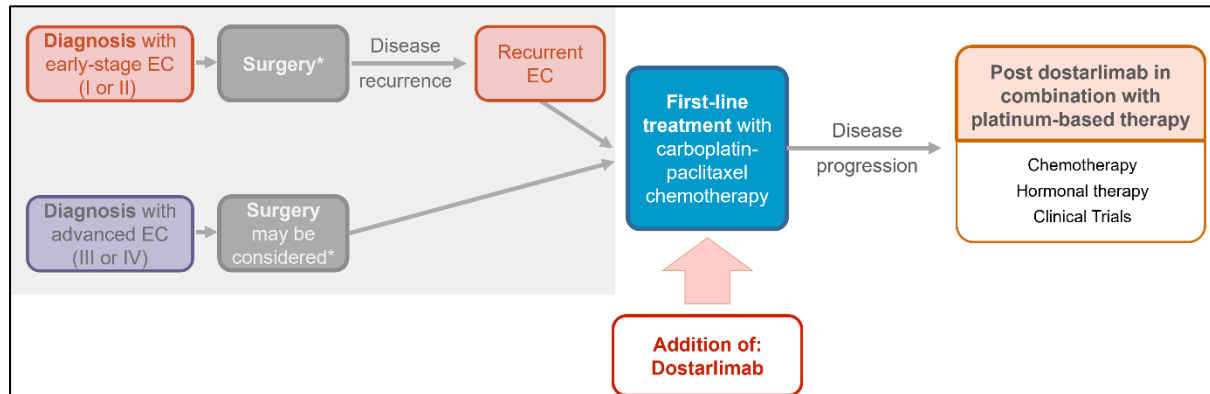 Diagnosis with
early-stage EC
(I or II)
Surgery*
Disease
recurrence
Recurrent
EC
Diagnosis with
advanced EC
(III or IV)
Surgery
may be
considered*
First-line
treatment with
carboplatin-
paclitaxel
chemotherapy
Addition of:
Dostarlimab
Disease
progression
Post dostarlimab in
combination with
platinum-based therapy
Chemotherapy
Hormonal therapy
Clinical Trials